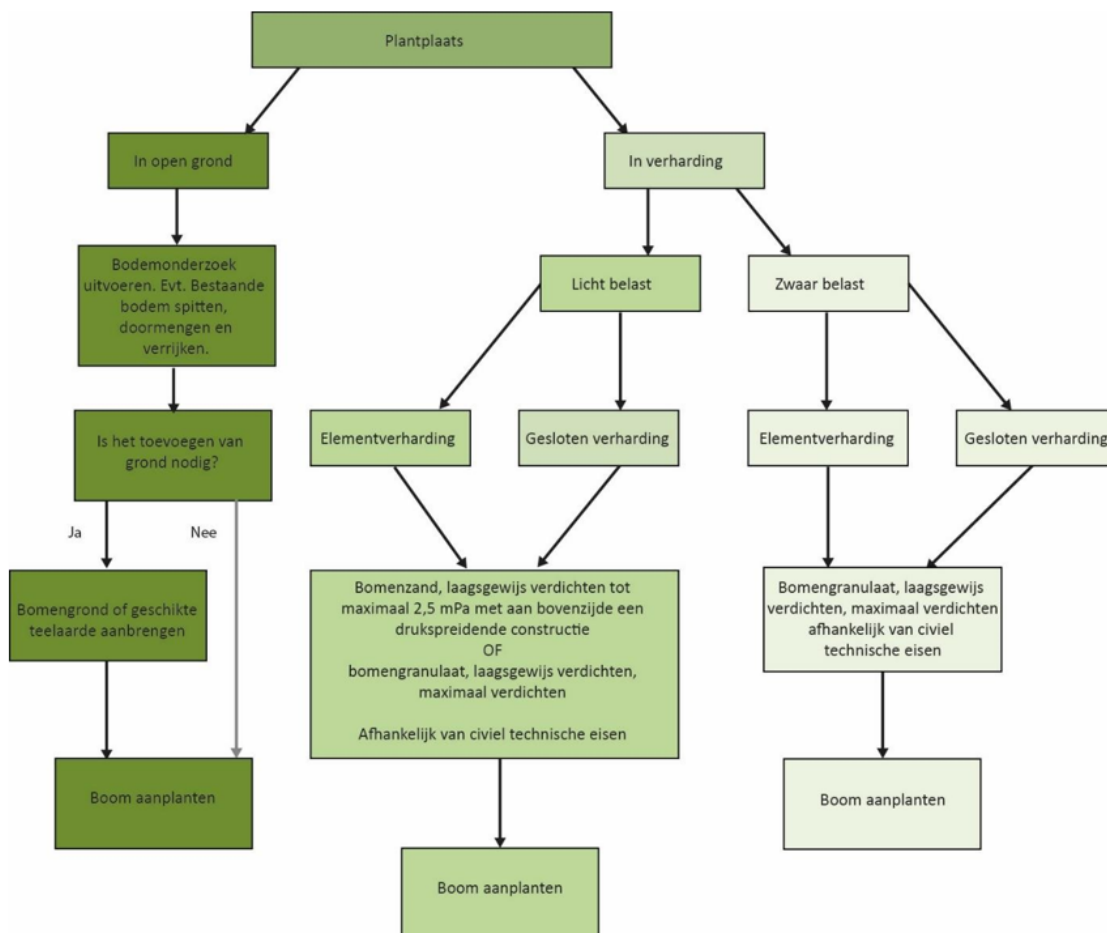 Plantplaats
In open grond
In verharding
Bodemonderzoek
uitvoeren. Evt. Bestaande
bodem spitten,
doormengen en
verrijken.
Licht belast
Zwaar belast
Is het toevoegen van
grond nodig?
Elementverharding
Gesloten verharding
Elementverharding
Gesloten verharding
Ja
Nee
Bomengrond of geschikte
teelaarde aanbrengen
Bomenzand, laagsgewijs verdichten tot
maximaal 2,5 mPa met aan bovenzijde een
drukspreidende constructie
OF
bomengranulaat, laagsgewijs verdichten,
maximaal verdichten
Afhankelijk van civiel technische eisen
Bomengranulaat, laagsgewijs
verdichten, maximaal verdichten
afhankelijk van civiel
technische eisen
Boom aanplanten
Boom aanplanten
Boom aanplanten